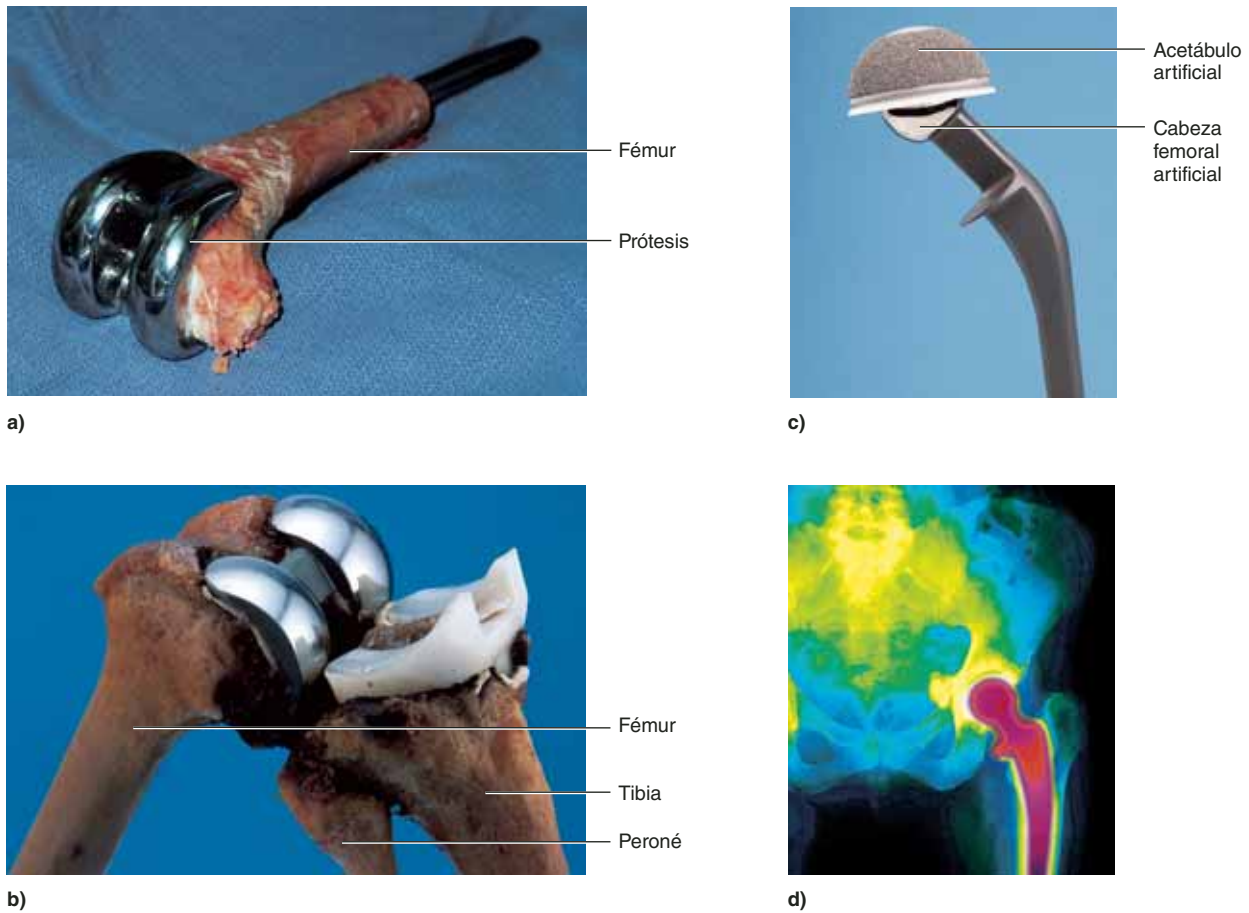 Fémur
Prótesis
a)
Acetábulo
artificial
Cabeza
femoral
artificial
c)
Fémur
Tibia
Peroné
b)
d)